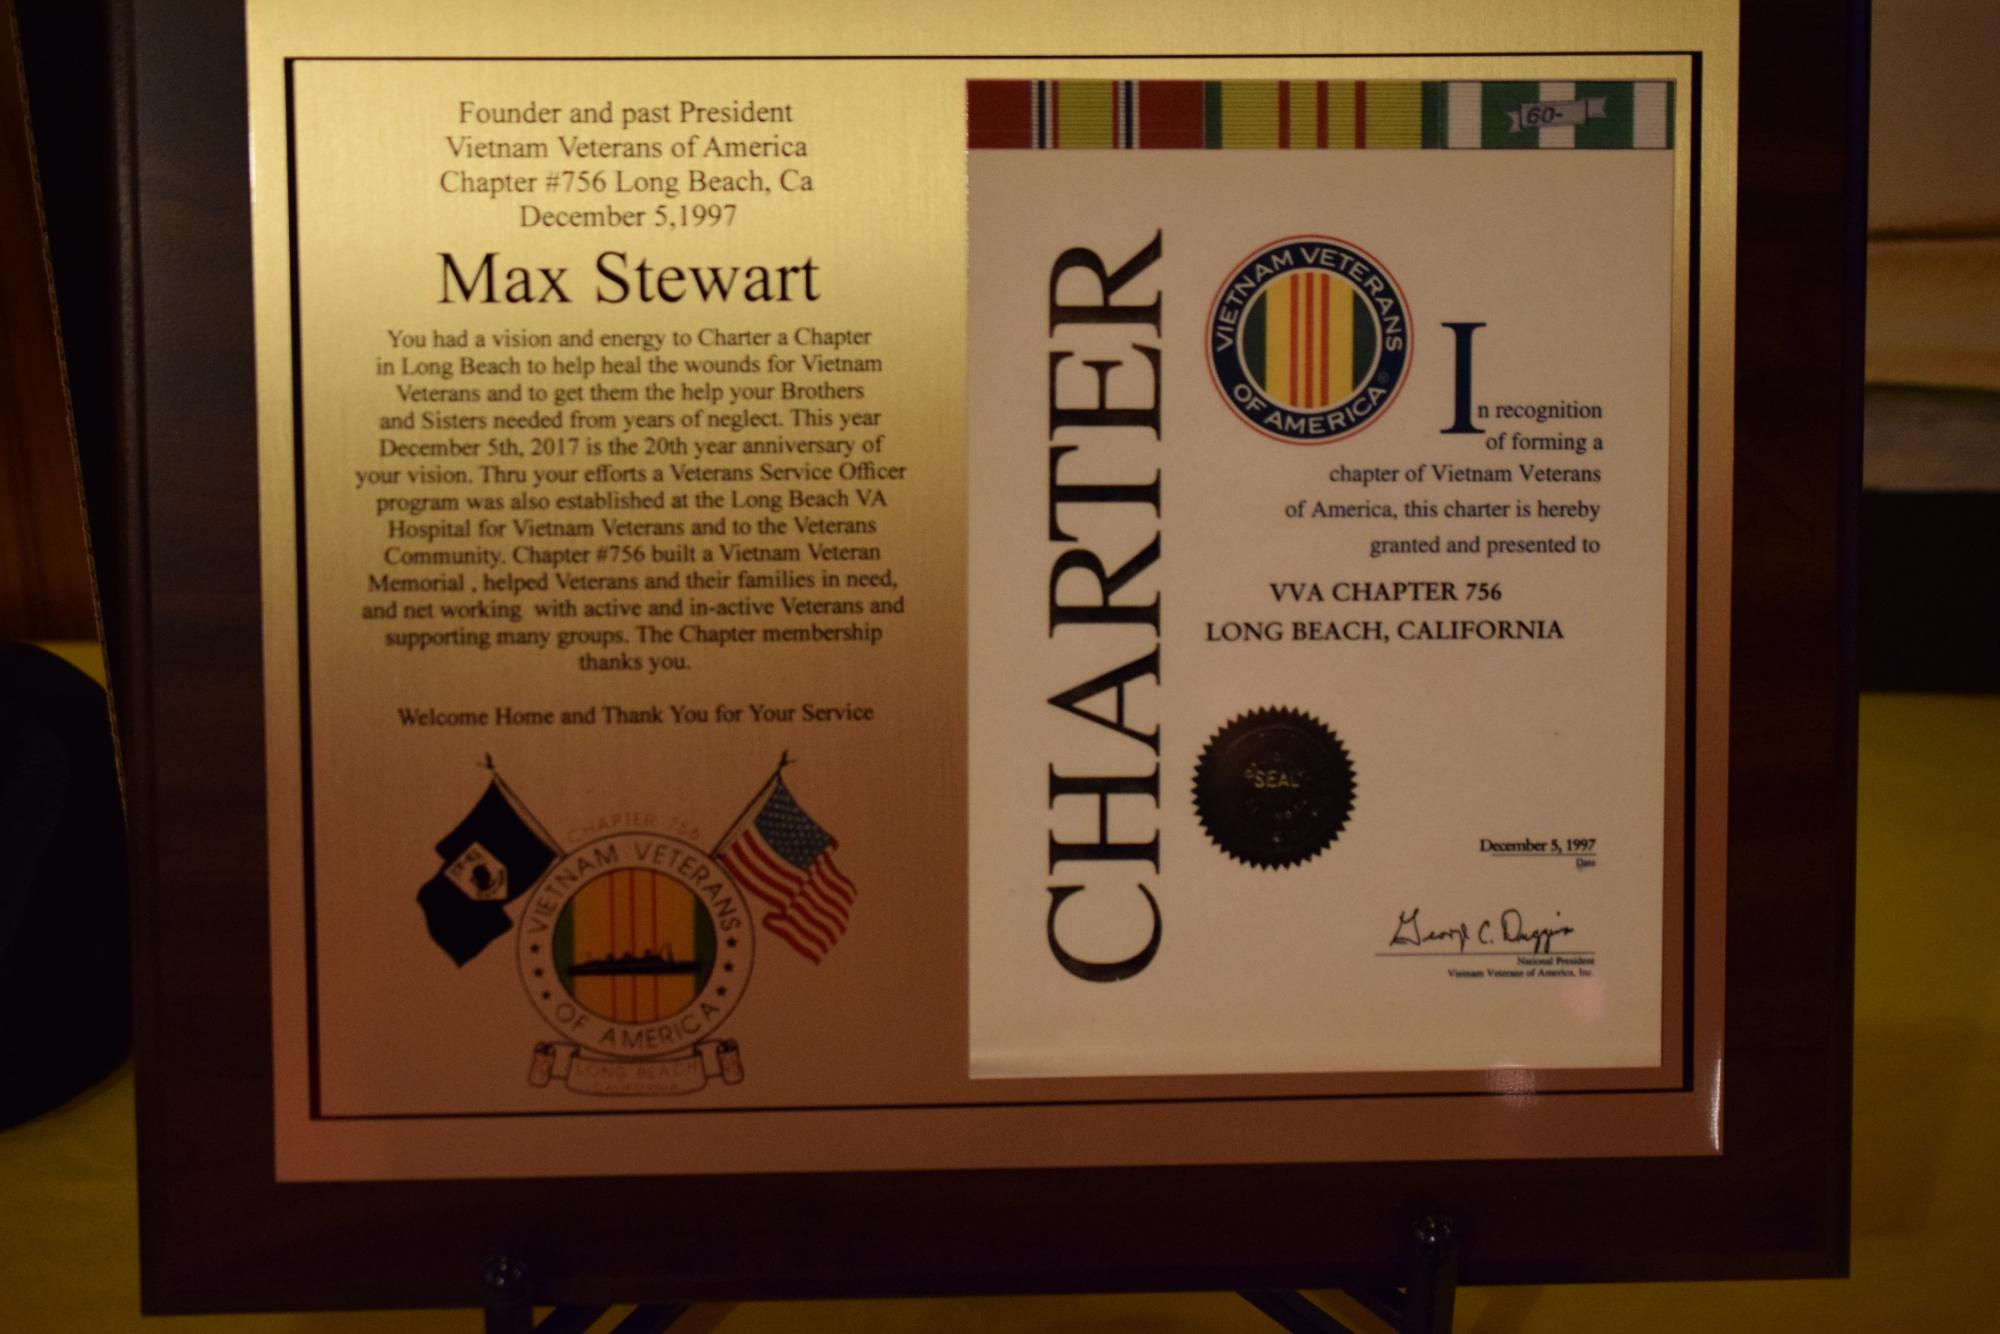 Founder and past President
Vietnam Veterans of America
Chapter #756 Long Beach, Ca
December 5,1997
Max Stewart
You had a vision and energy to Charter a Chapter
in Long Beach to help heal the wounds for Vietnam
Veterans and to get them the help your Brothers
and Sisters needed from years of neglect. This year
December 5th, 2017 is the 20th year anniversary of
your vision. Thru your efforts a Veterans Service Officer
program was also established at the Long Beach VA
Hospital for Vietnam Veterans and to the Veterans
Community. Chapter #756 built a Vietnam Veteran
Memorial , helped Veterans and their families in need,
and net working with active and in-active Veterans and
supporting many groups. The Chapter membership
thanks you.
Welcome Home and Thank You for Your Service
CHAPTER 756
VIETNAM VETERANS
OF AMERICA
LONG BEACH
CALIFORNIA
60-
CHARTER
VIETNAM VETERANS
OF AMERICA®
In recognition
of forming a
chapter of Vietnam Veterans
of America, this charter is hereby
granted and presented to
VVA CHAPTER 756
LONG BEACH, CALIFORNIA
SEAL
December 5, 1997
Date
George C. Duggins
National President
Vietnam Veterans of America, Inc.